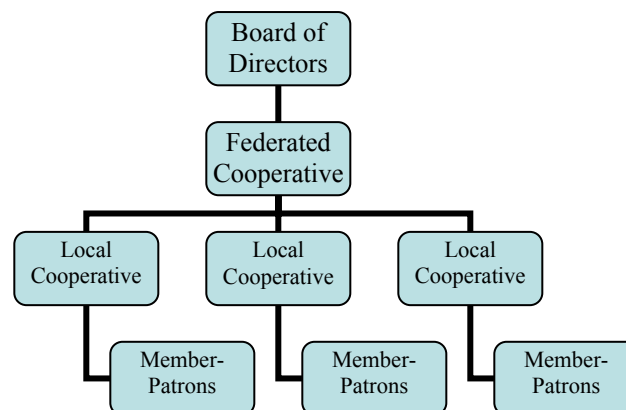 Board of
Directors
Federated
Cooperative
Local
Cooperative
Local
Cooperative
Local
Cooperative
Member-
Patrons
Member-
Patrons
Member-
Patrons